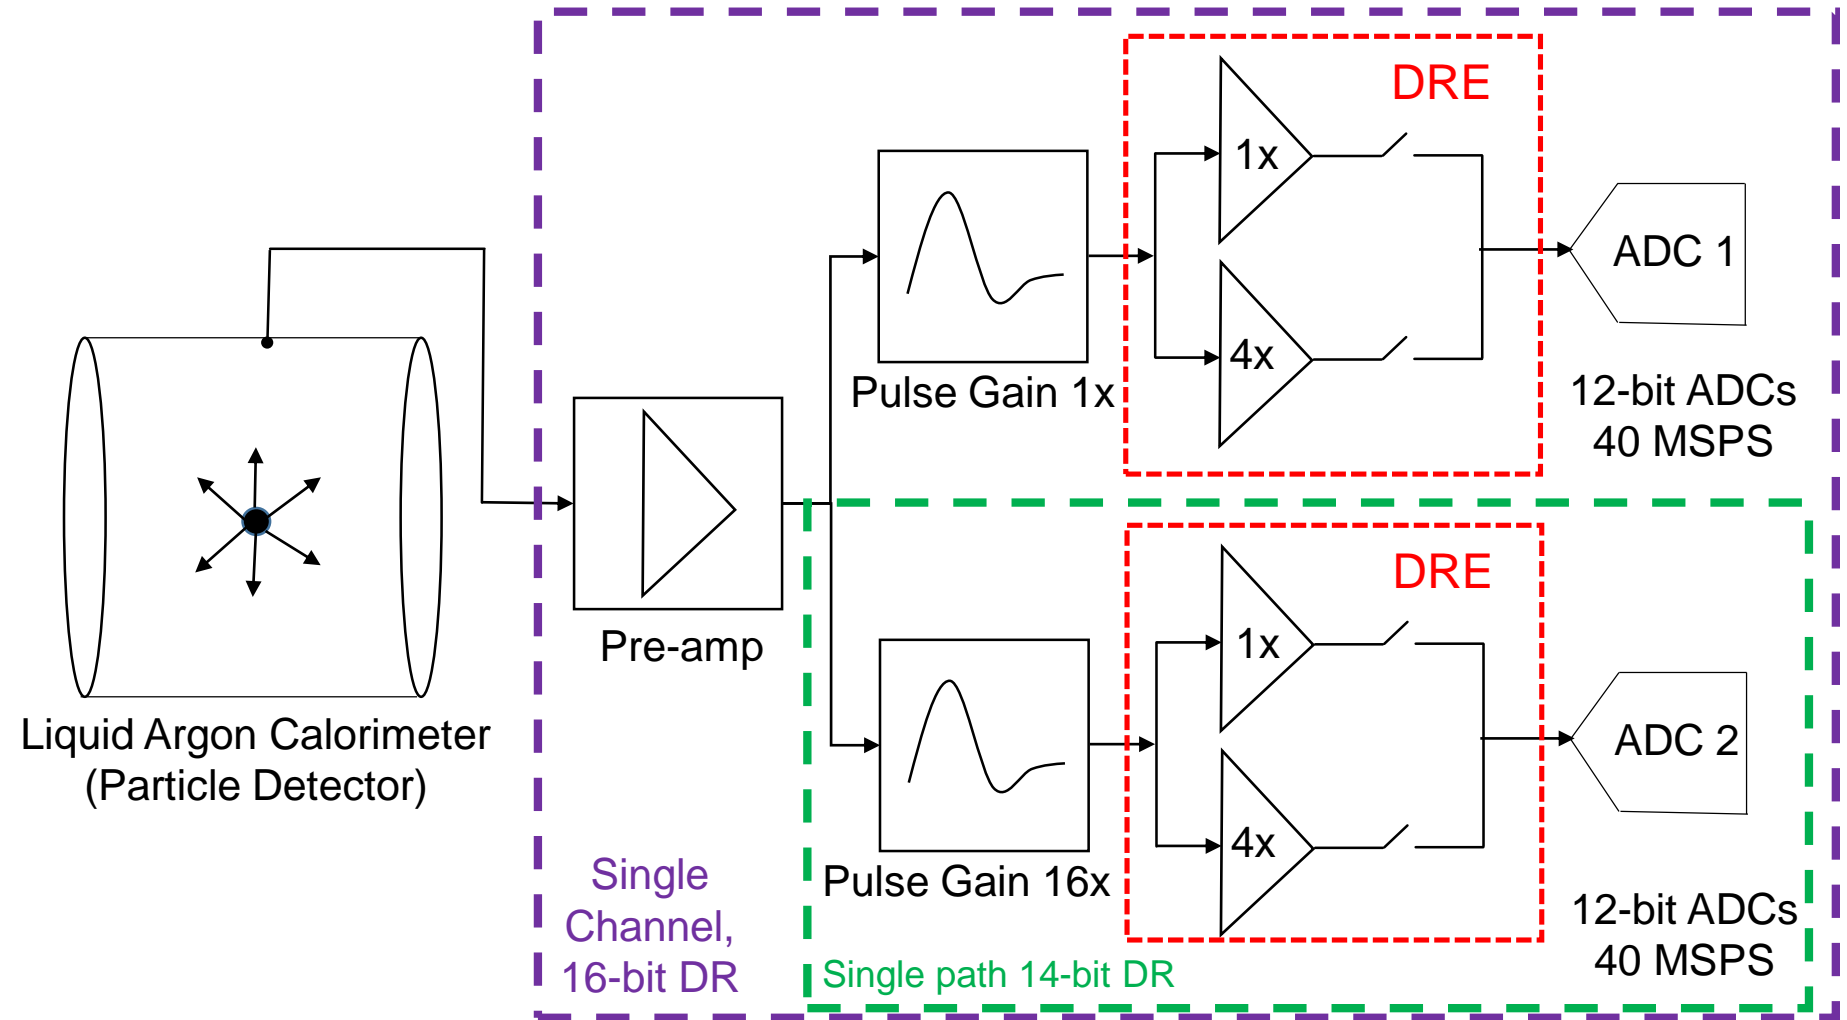 DRE
1x
4x
ADC 1
Pulse Gain 1x
12-bit ADCs
40 MSPS
Pre-amp
Liquid Argon Calorimeter
(Particle Detector)
DRE
1x
4x
ADC 2
Pulse Gain 16x
12-bit ADCs
40 MSPS
Single
Channel,
16-bit DR
Single path 14-bit DR